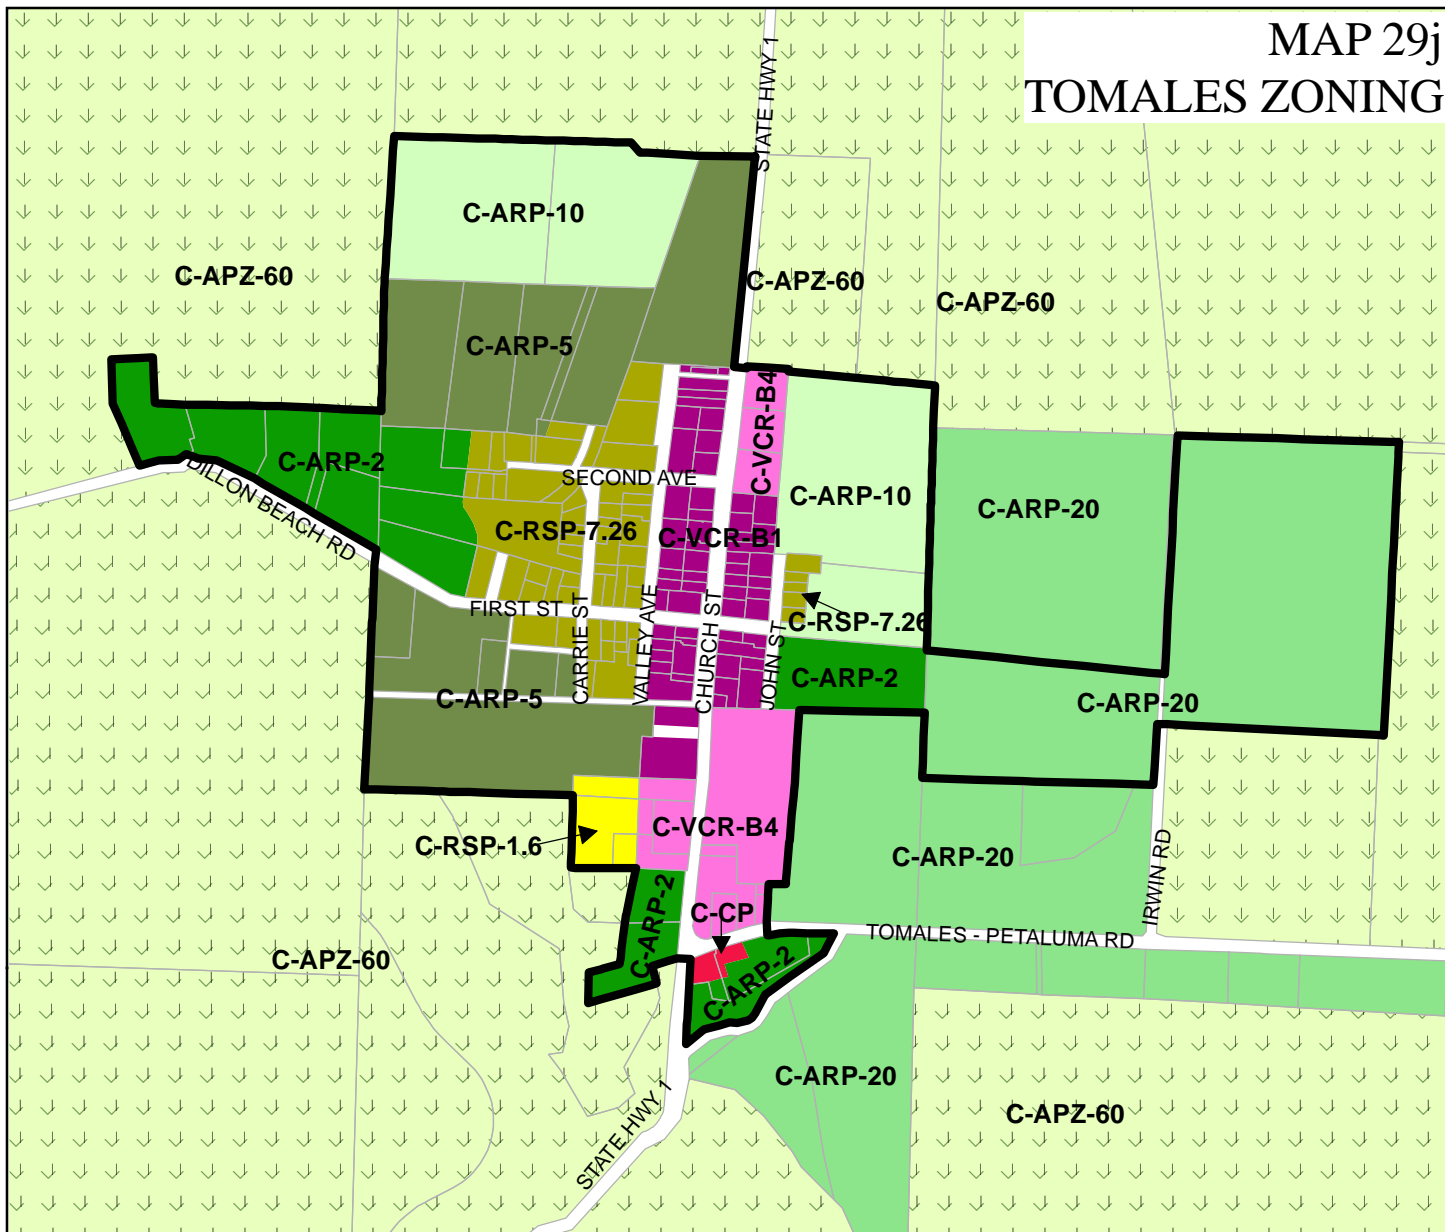 MAP 29j
TOMALES ZONING
STATE HWY 1
C-ARP-10
C-APZ-60
C-APZ-60
C-APZ-60
C-ARP-5
C-VCR-B4
C-ARP-2
SECOND AVE
DILLON BEACH RD
C-ARP-10
C-ARP-20
C-RSP-7.26
C-VCR-B1
FIRST ST
CARRIE ST
VALLEY AVE
CHURCH ST
JOHN ST
C-RSP-7.26
C-ARP-2
C-ARP-5
C-ARP-20
C-VCR-B4
C-RSP-1.6
C-ARP-20
IRWIN RD
C-ARP-2
C-CP
TOMALES - PETALUMA RD
C-APZ-60
C-ARP-2
C-ARP-20
C-APZ-60
STATE HWY 1